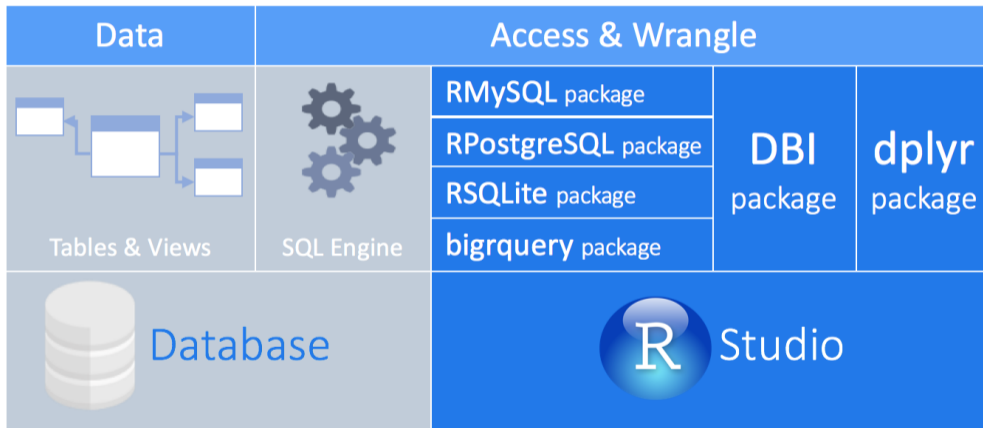 Data
Access & Wrangle
Tables & Views
SQL Engine
RMySQL package
RPostgreSQL package
RSQLite package
bigrquery package
DBI
package
dplyr
package
Database
R Studio